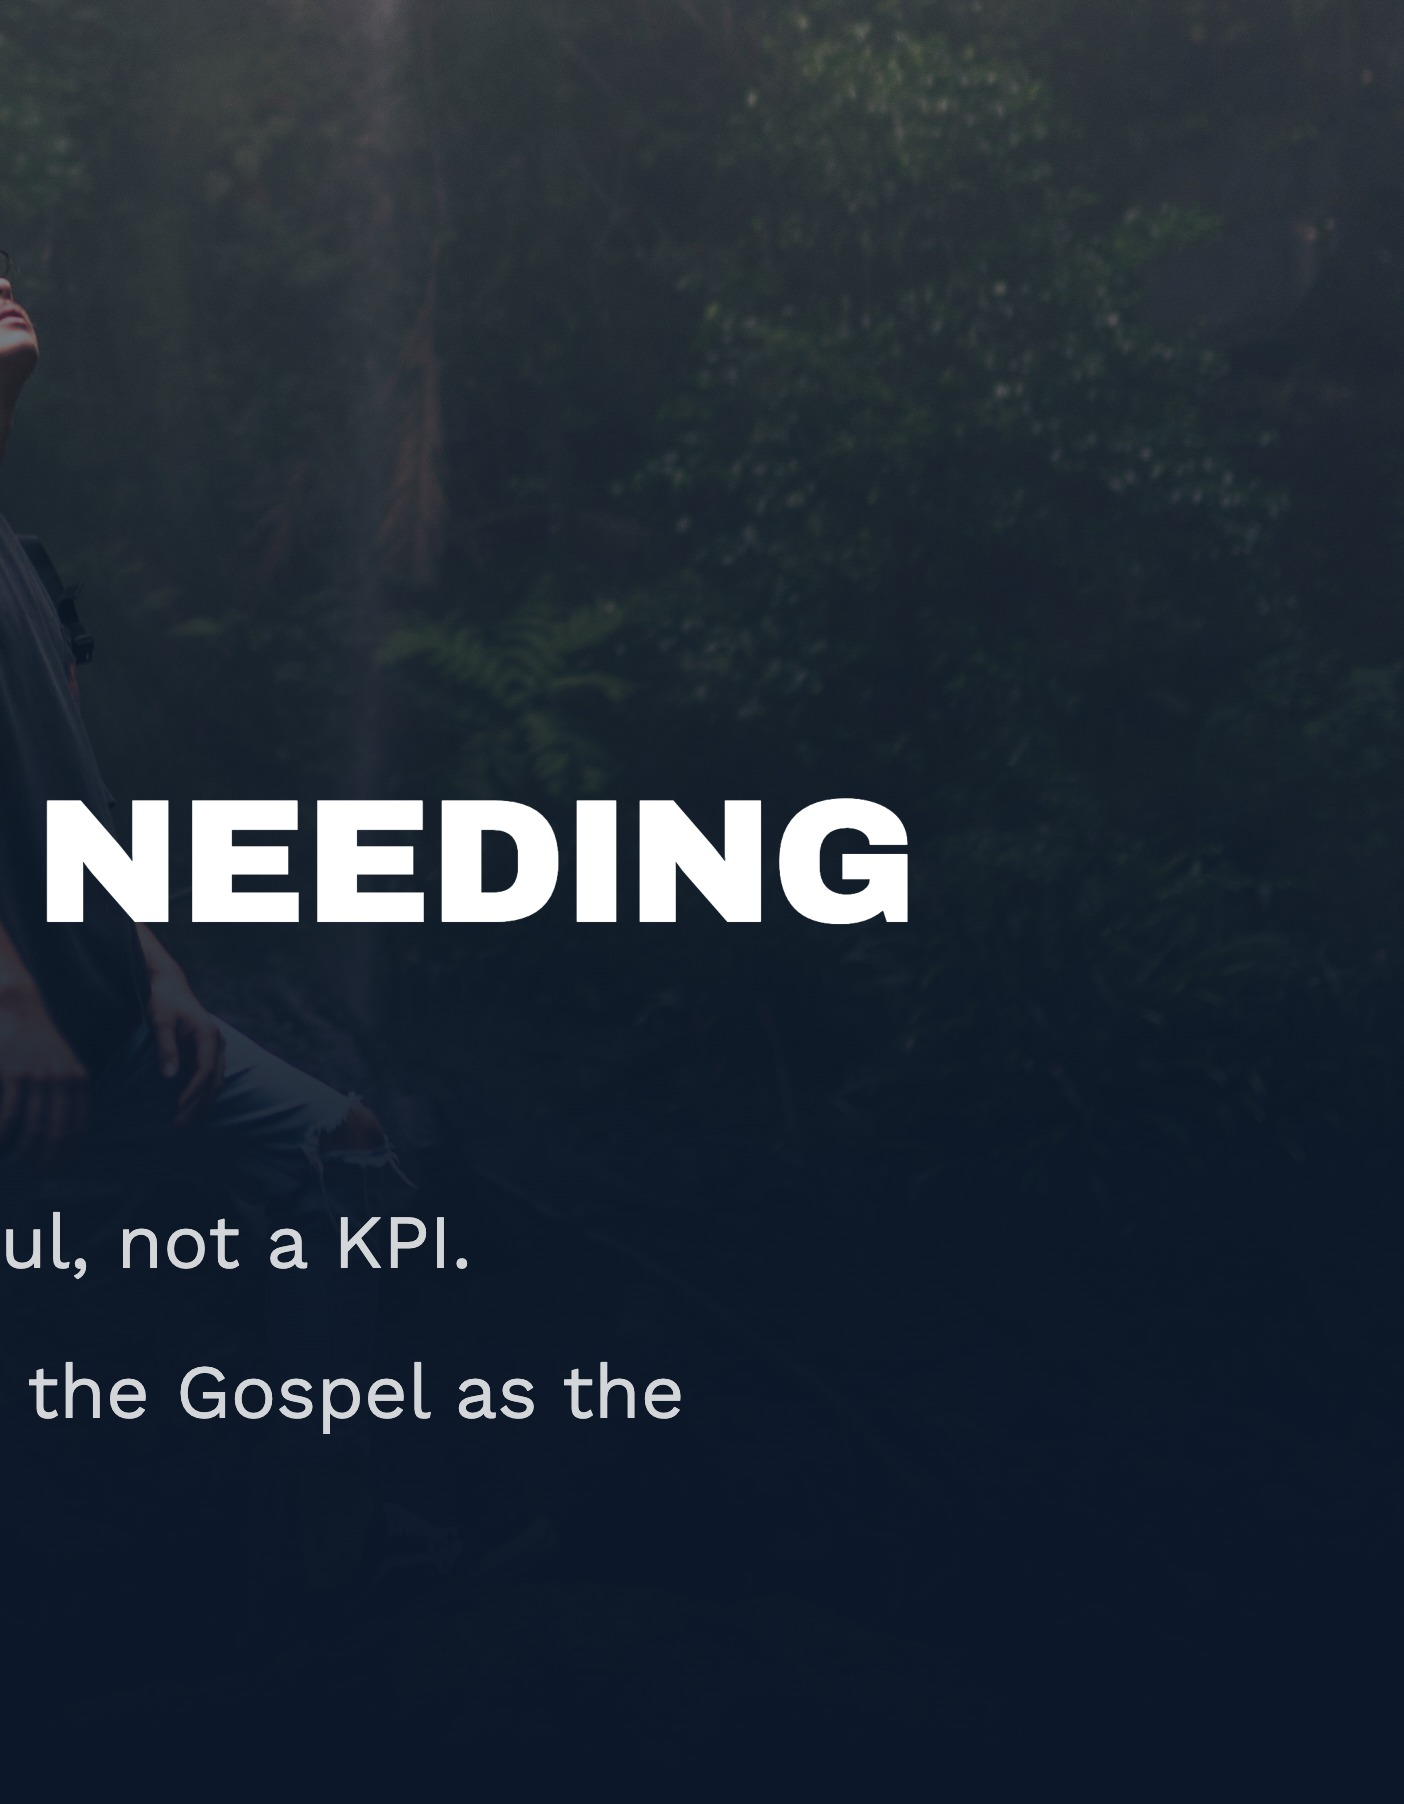 NEEDING
ul, not a KPI.
the Gospel as the